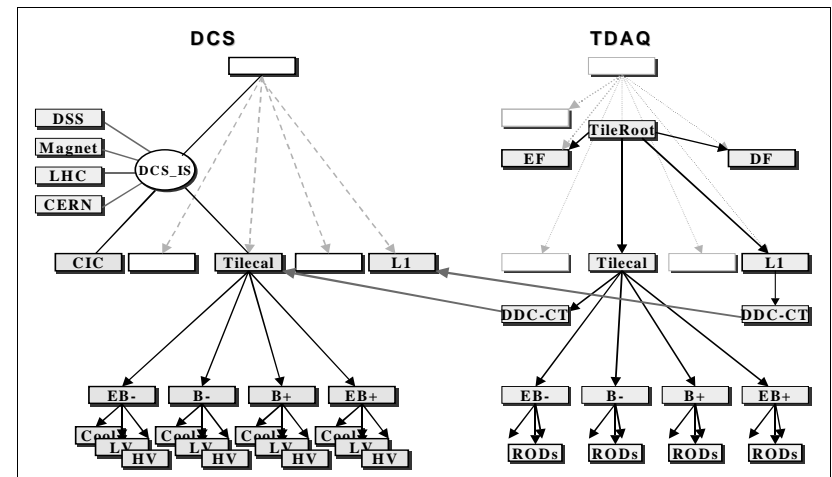 DCS TDAQ
DSS
TileRoot
Magnet
EF DF
DCS_IS
LHC
CERN
CIC Tilecal L1 Tilecal L1
DDC-CT DDC-CT
EB- B- B+ EB+ EB- B- B+ EB+
Cool Cool Cool Cool
LV LV LV LV
HV HV HV HV
RODs RODs RODs RODs